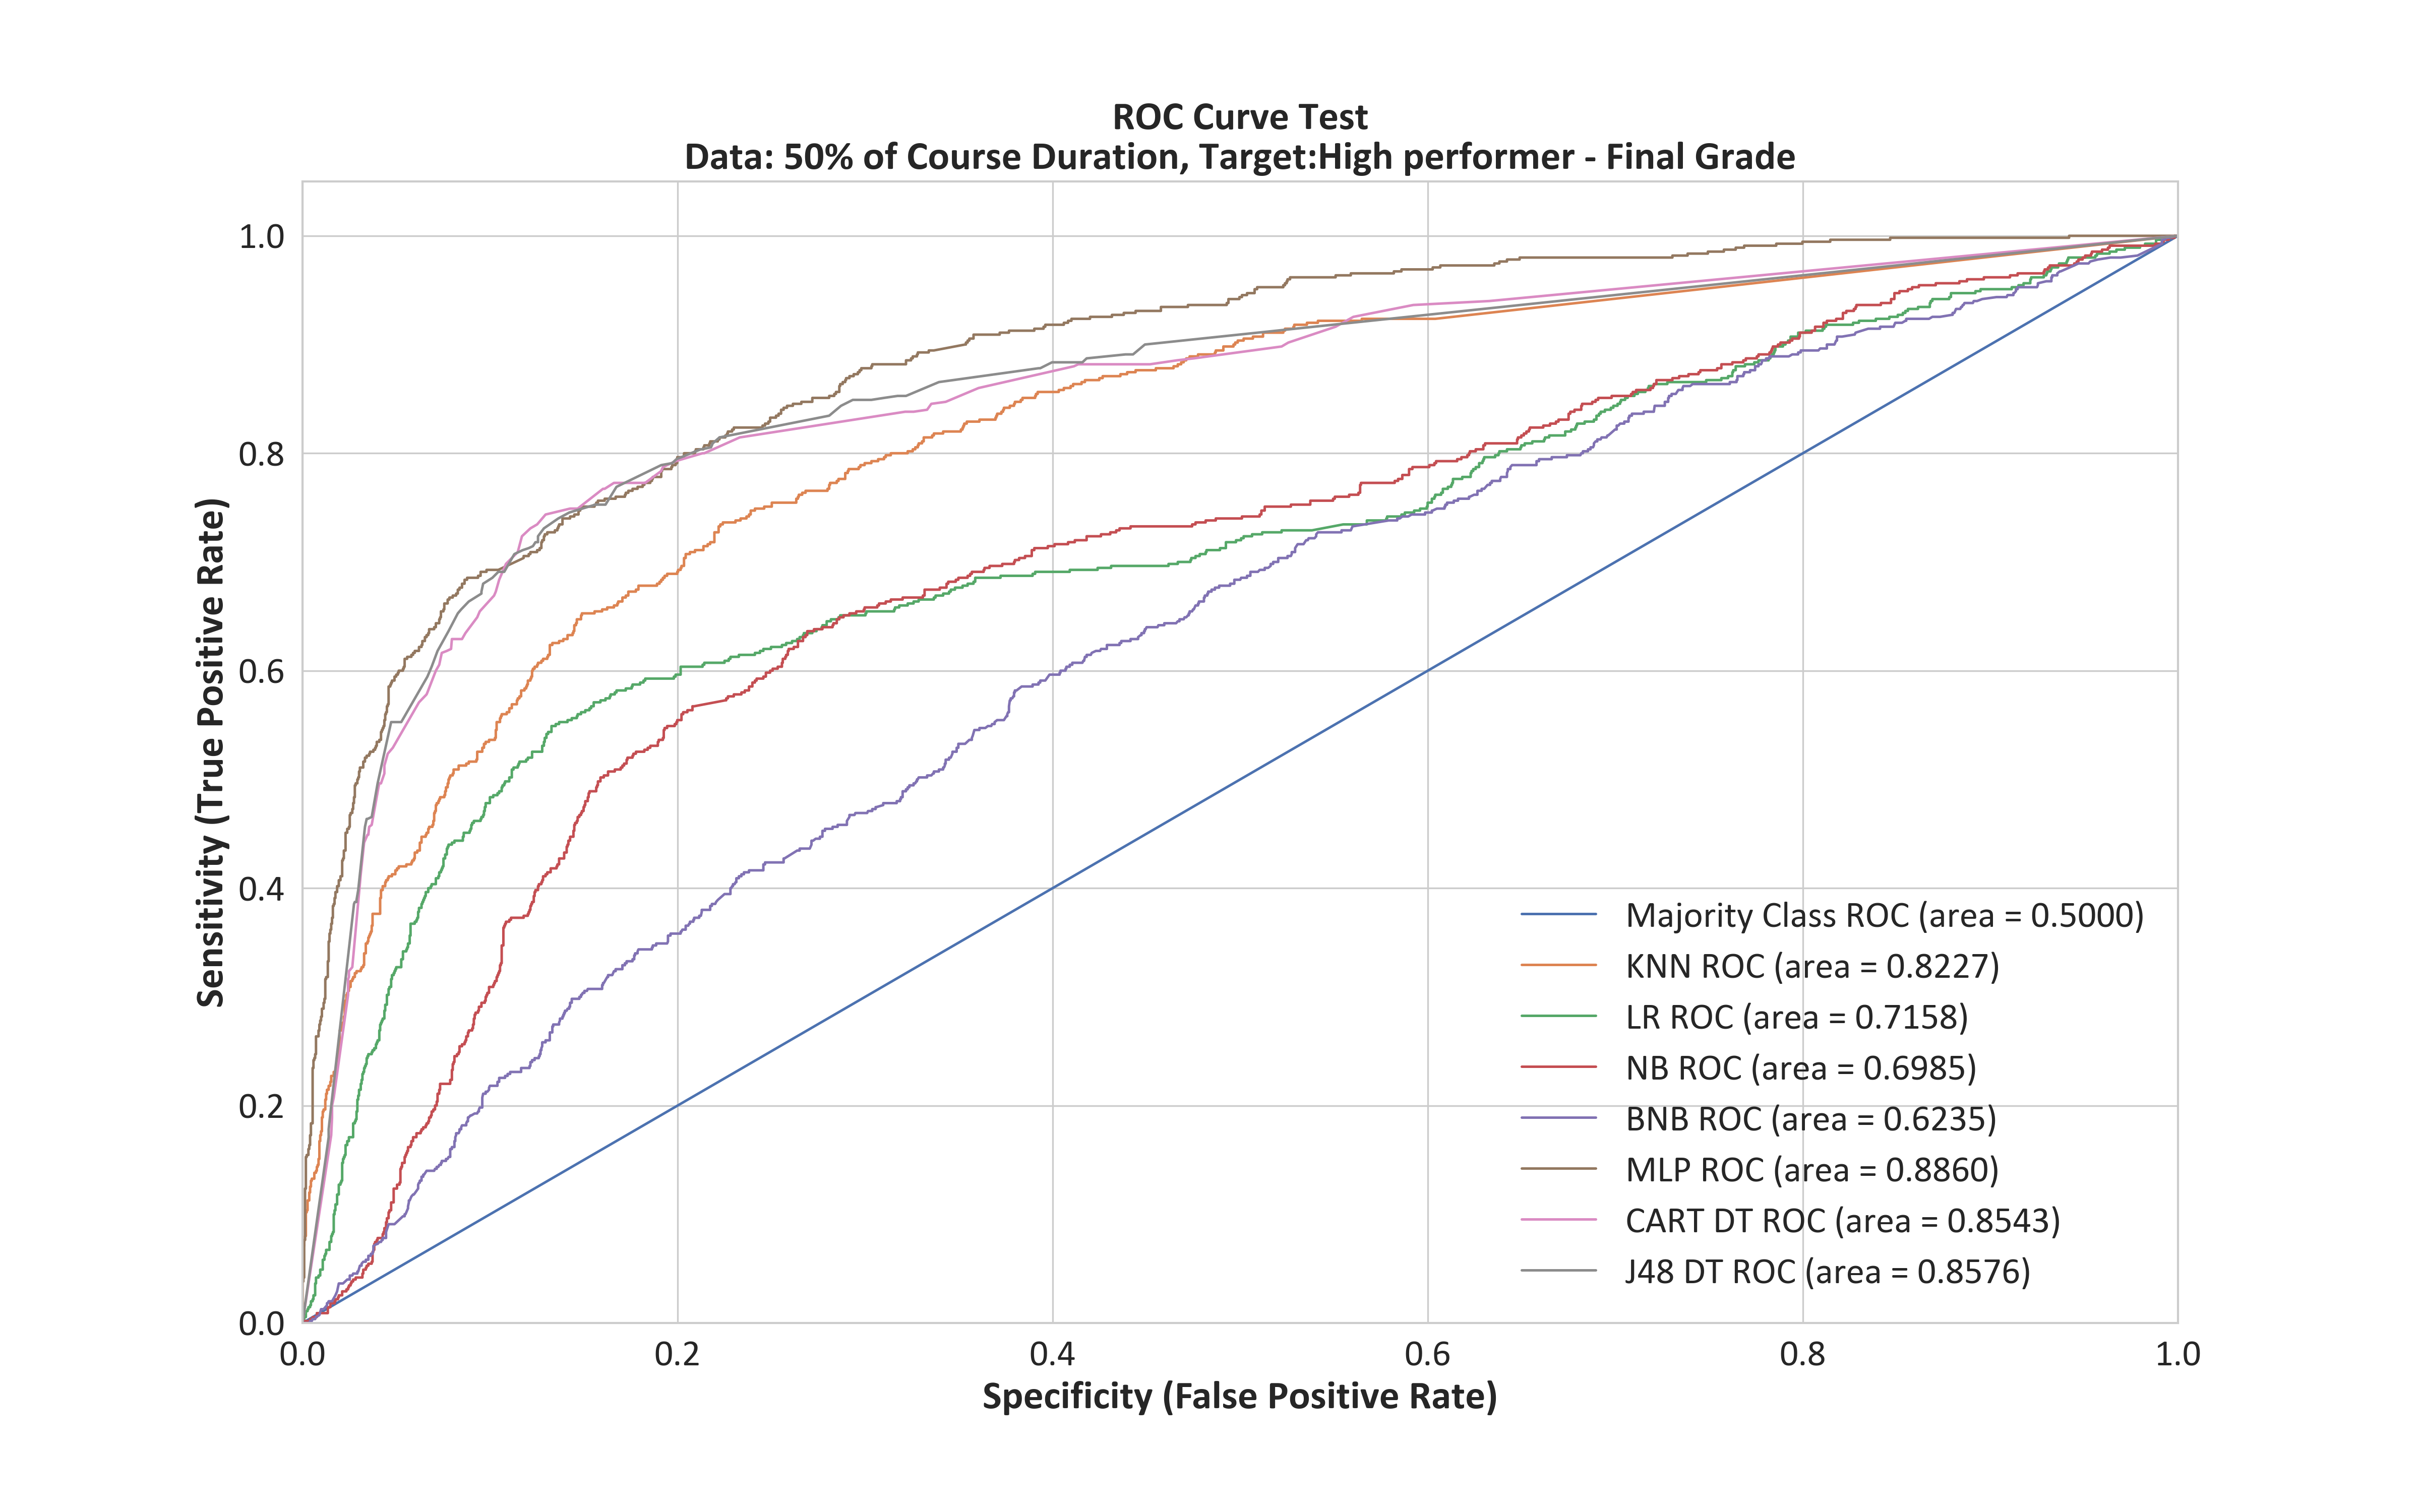 ROC Curve Test
Data: 50% of Course Duration, Target:High performer - Final Grade
Sensitivity (True Positive Rate)
1.0
0.8
0.6
0.4
0.2
0.0
Majority Class ROC (area = 0.5000)
KNN ROC (area = 0.8227)
LR ROC (area = 0.7158)
NB ROC (area = 0.6985)
BNB ROC (area = 0.6235)
MLP ROC (area = 0.8860)
CART DT ROC (area = 0.8543)
J48 DT ROC (area = 0.8576)
0.0 0.2 0.4 0.6 0.8 1.0
Specificity (False Positive Rate)